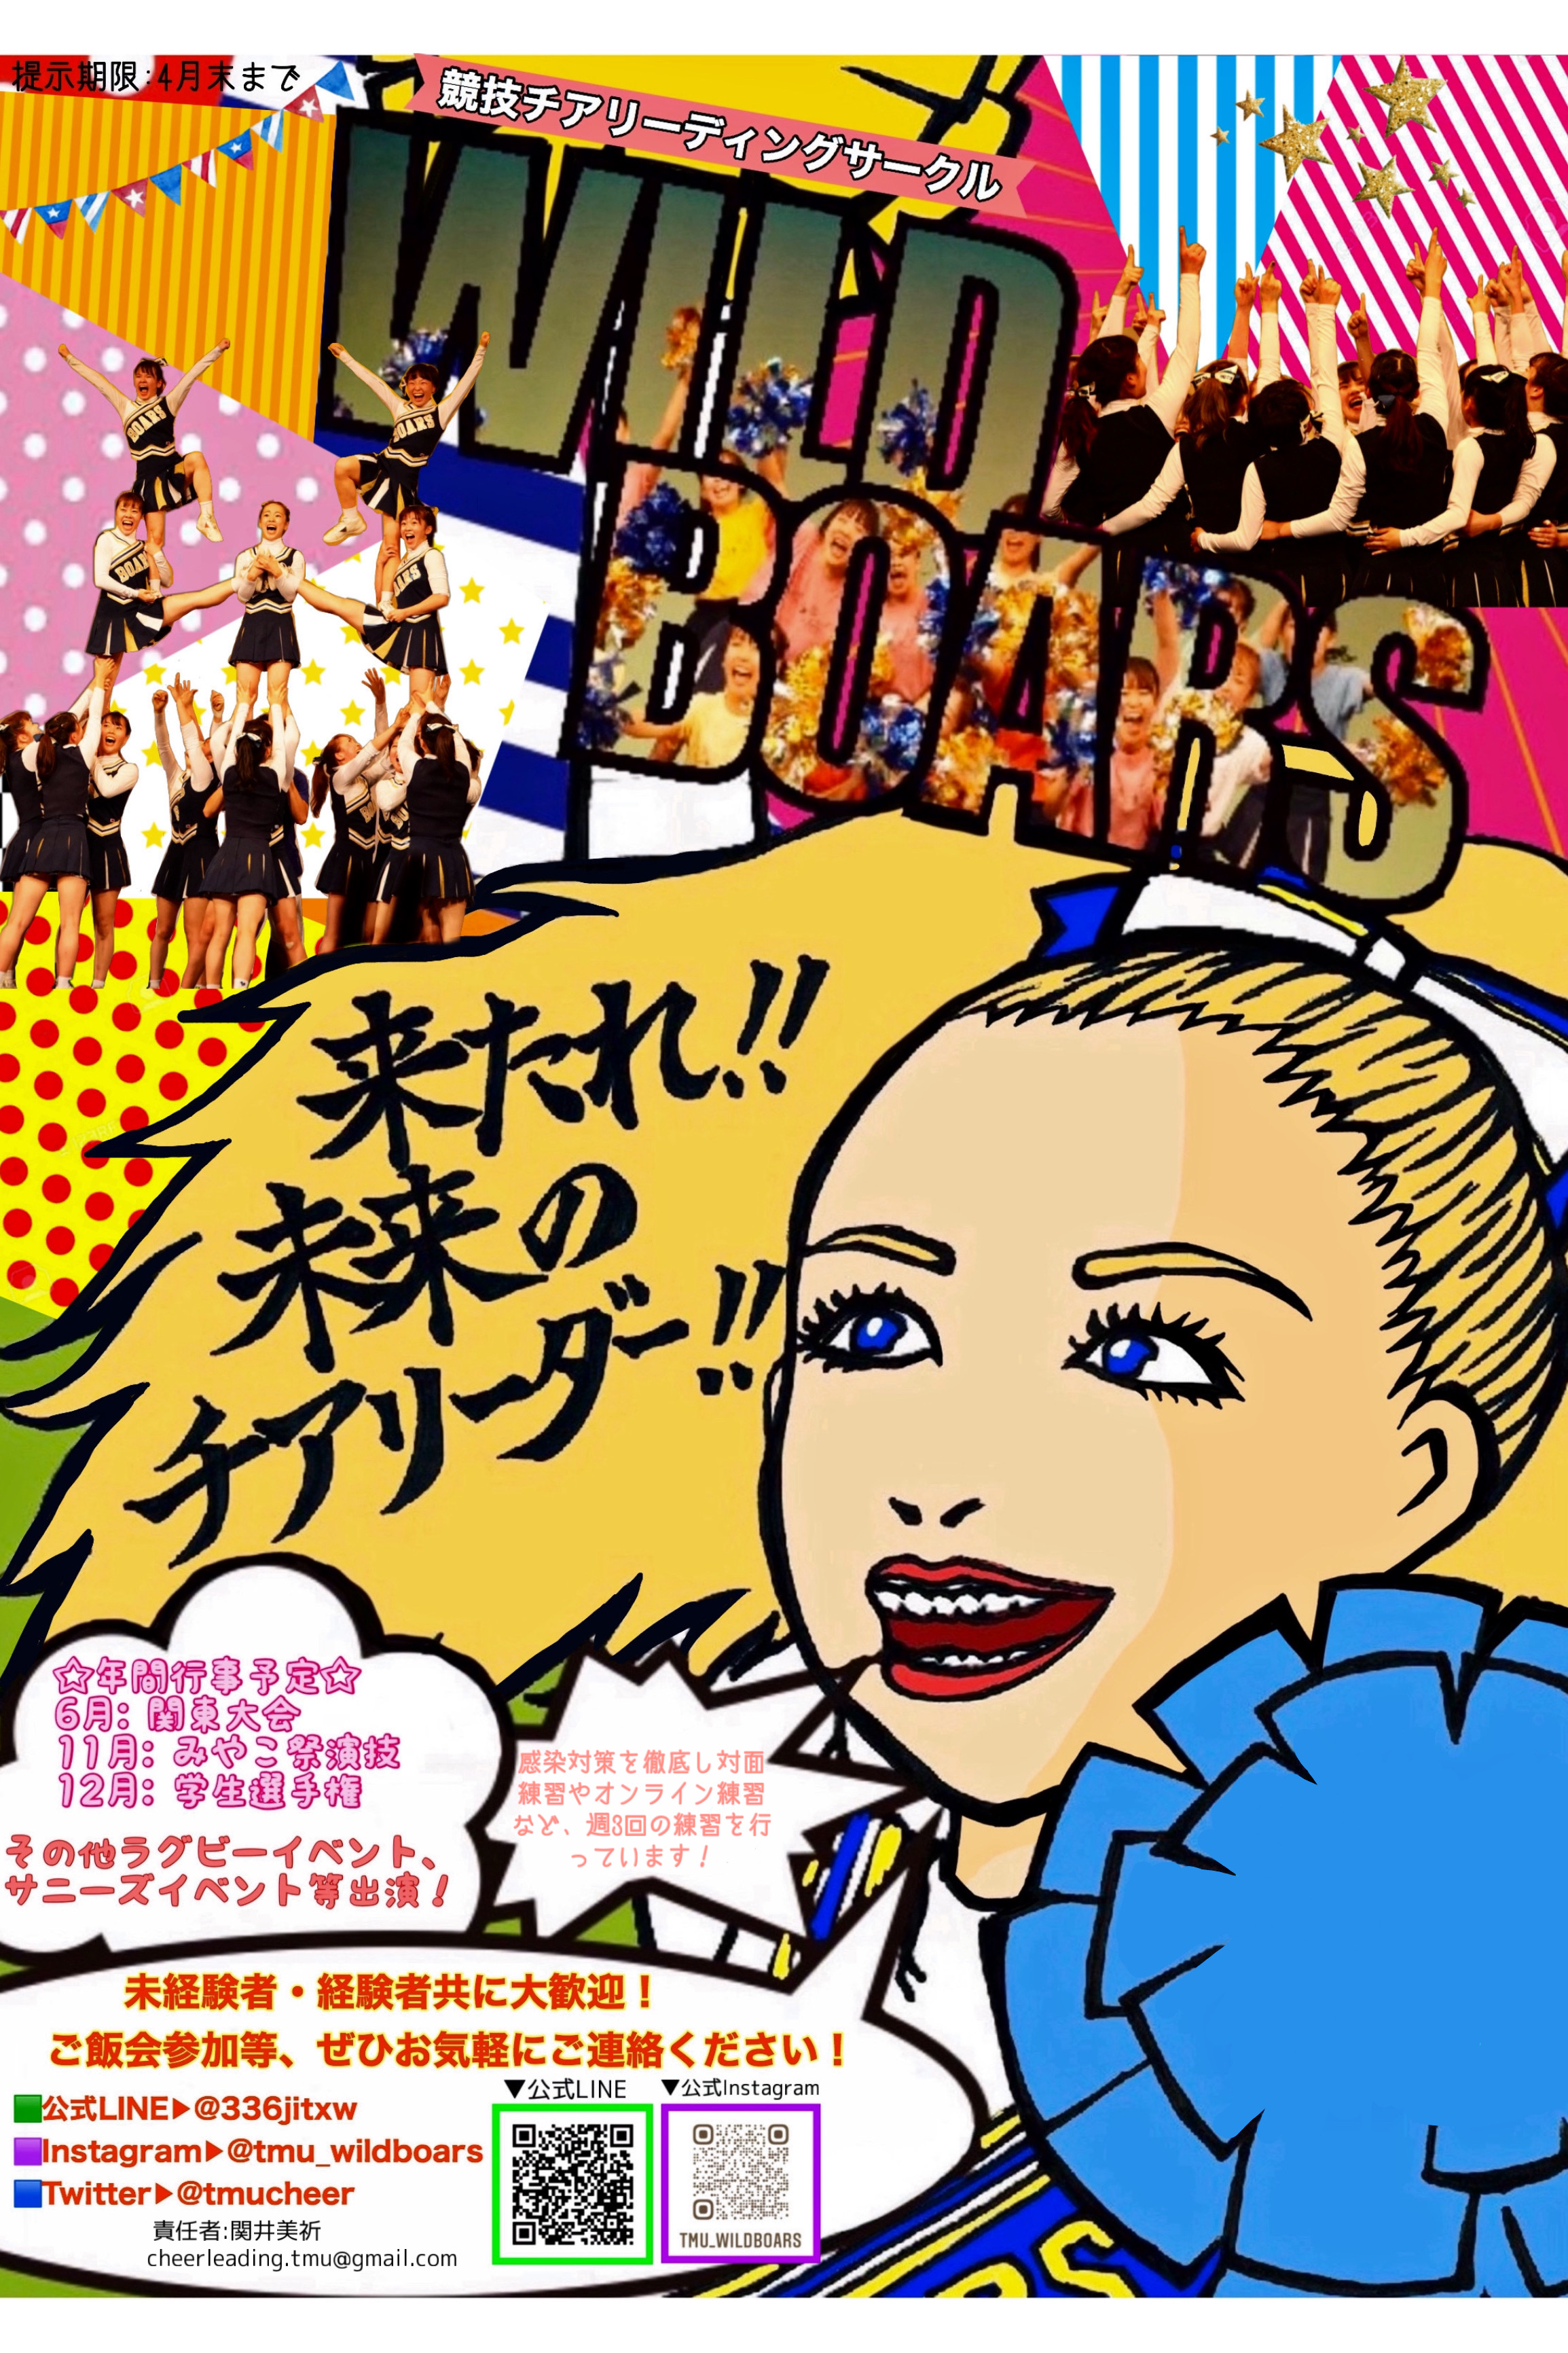 提示期限:4月末まで
競技チアリーディングサークル
WILD
BOARS
BOARS
BOARS
BOARS
BOARS
来たれ!!
未来の
チアリーダー!!
☆年間行事予定☆
6月: 関東大会
11月: みやこ祭演技
12月: 学生選手権
その他ラグビーイベント、
サニーズイベント等出演!
感染対策を徹底し対面
練習やオンライン練習
など、週3回の練習を行
っています!
未経験者・経験者共に大歓迎!
ご飯会参加等、ぜひお気軽にご連絡ください!
▼公式LINE
▼公式Instagram
公式LINE▶@336jitxw
Instagram▶@tmu_wildboars
Twitter▶@tmucheer
TMU_WILDBOARS
責任者:関井美祈
cheerleading.tmu@gmail.com